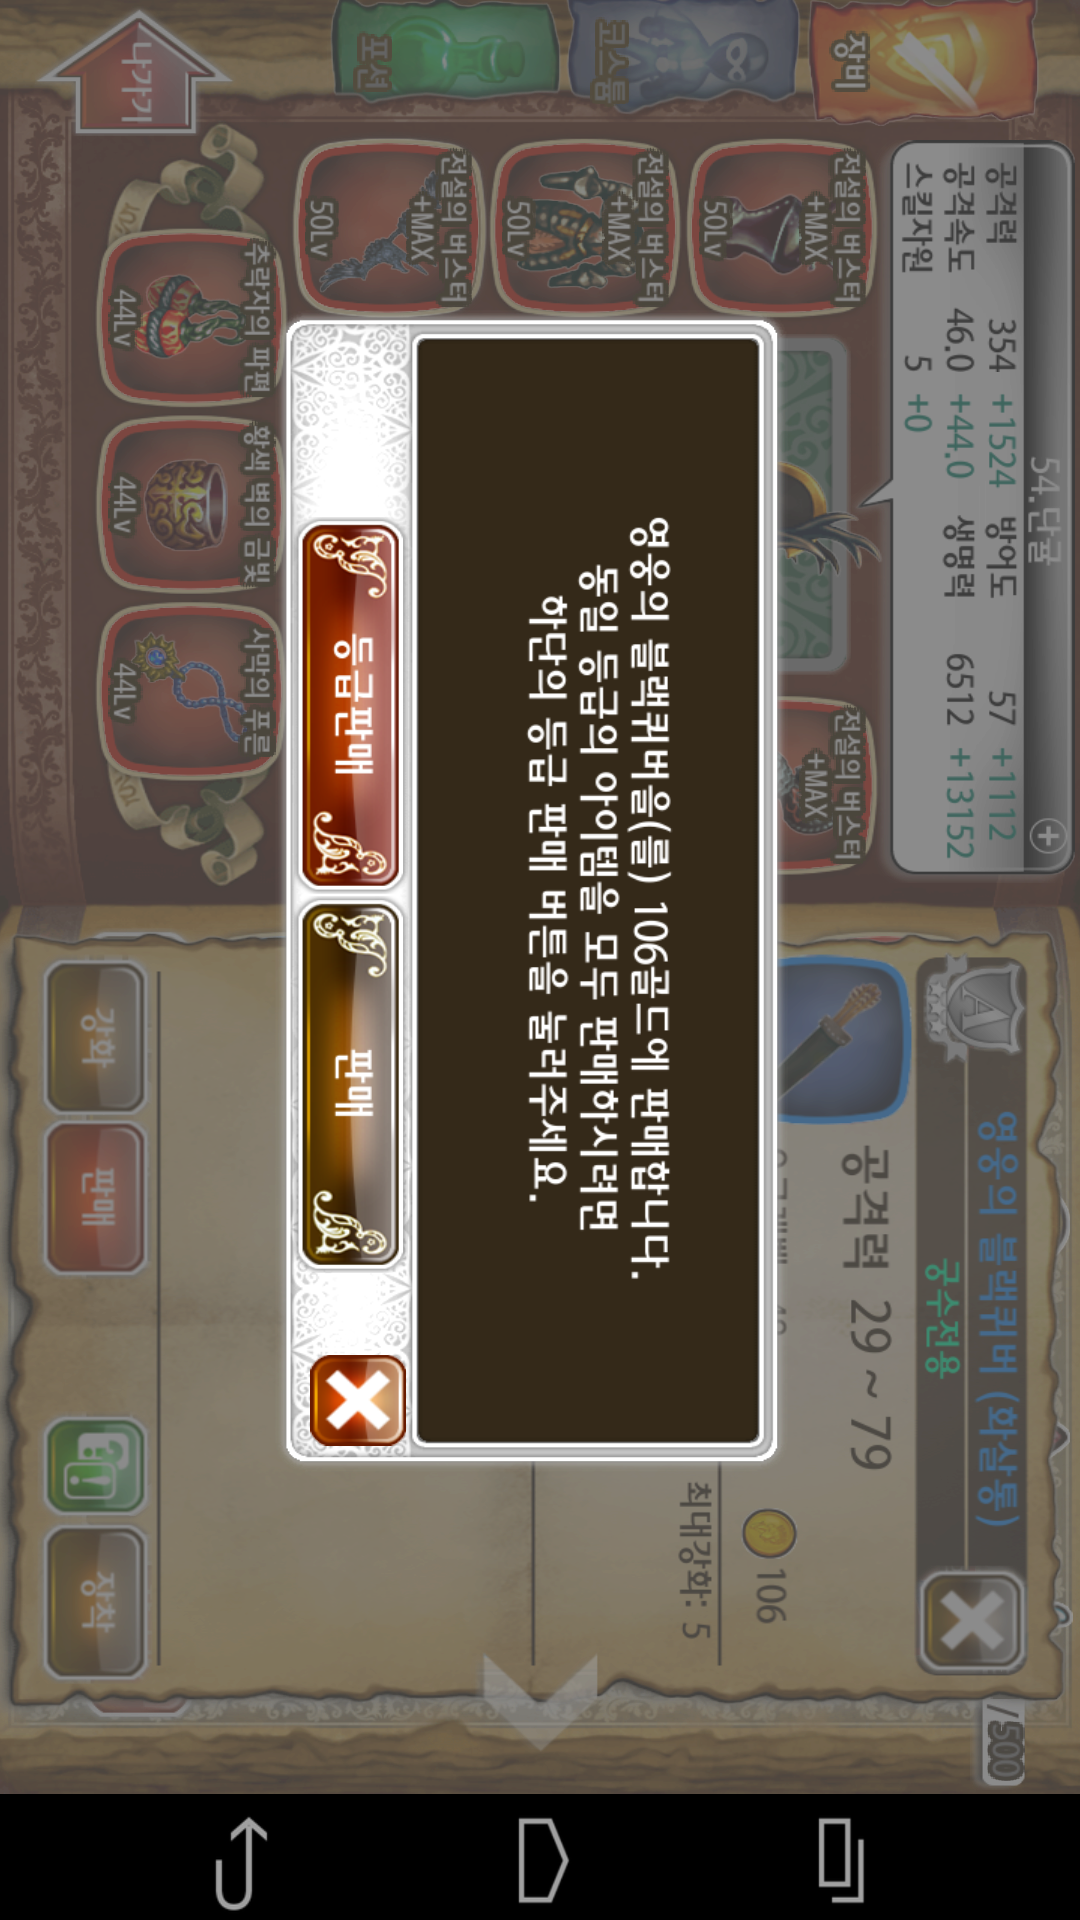 장비
코스튬
포션
나가기
54.단귤
공격력 354 +1524 방어도 57 +1112
공격속도 46.0 +44.0 생명력 6512 +13152
스킬자원 5 +0
전설의 버스터
+MAX
50Lv
전설의 버스터
+MAX
50Lv
전설의 버스터
+MAX
50Lv
전설의 버스터
+MAX
추락자의 파편
44Lv
황색 벽의 금빛
44Lv
사막의 푸른
44Lv
A
영웅의 블랙퀴버 (화살통)
궁수전용
공격력 29 ~ 79
106
최대강화: 5
/500
영웅의 블랙퀴버을(를) 106골드에 판매합니다.
동일 등급의 아이템을 모두 판매하시려면
하단의 등급 판매 버튼을 눌러주세요.
등급판매
판매
강화
판매
장착